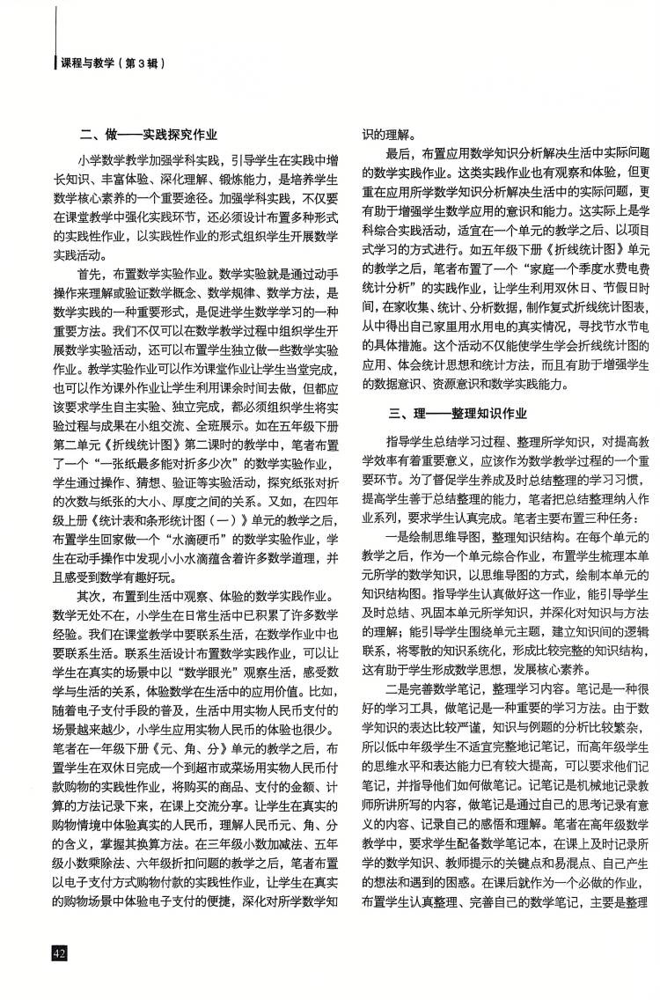 课程与教学（第3辑）
二、做——实践探究作业
小学数学教学加强学科实践，引导学生在实践中增
长知识、丰富体验、深化理解、锻炼能力，是培养学生
数学核心素养的一个重要途径。加强学科实践，不仅要
在课堂教学中强化实践环节，还必须设计布置多种形式
的实践性作业，以实践性作业的形式组织学生开展数学
实践活动。
首先，布置数学实验作业。数学实验就是通过动手
操作来理解或验证数学概念、数学规律、数学方法，是
数学实践的一种重要形式，是促进学生数学学习的一种
重要方法。我们不仅可以在数学教学过程中组织学生开
展数学实验活动，还可以布置学生独立做一些数学实验
作业。教学实验作业可以作为课堂作业让学生当堂完成，
也可以作为课外作业让学生利用课会时间去做，但都应
该要求学生自主实验、独立完成，都必须组织学生将实
验过程与成果在小组交流、全班展示。如在五年级下册
第二单元《折线统计图》第二课时的教学中，笔者布置
了一个“一张纸最多能对折多少次”的数学实验作业，
学生通过操作、猜想、验证等实验活动，探究纸张对折
的次数与纸张的大小、厚度之间的关系。又如，在四年
级上册《统计表和条形统计图（一）》单元的教学之后，
布置学生回家做一个“水滴硬币”的数学实验作业，学
生在动手操作中发现小小水滴蕴含着许多数学道理，并
且感受到数学有趣好玩。
其次，布置到生活中观察、体验的数学实践作业。
数学无处不在，小学生在日常生活中已积累了许多数学
经验。我们在课堂教学中要联系生活，在数学作业中也
要联系生活。联系生活设计布置数学实践作业，可以让
学生在真实的场景中以“数学眼光”观察生活，感受数
学与生活的关系，体验数学在生活中的应用价值。比如，
随着电子支付手段的普及，生活中用实物人民币支付的
场景越来越少，小学生应用实物人民币的体验也很少。
笔者在一年级下册《元、角、分》单元的教学之后，布
置学生在双休日完成一个到超市或菜场用实物人民币付
款购物的实践性作业，将购买的商品、支付的金额、计
算的方法记录下来，在课上交流分享。让学生在真实的
购物情境中体验真实的人民币，理解人民币元、角、分
的含义，掌握其换算方法。在三年级小数加减法、五年
级小数乘除法、六年级折扣问题的教学之后，笔者布置
以电子支付方式购物付款的实践性作业，让学生在真实
的购物场景中体验电子支付的便捷，深化对所学数学知
识的理解。
最后，布置应用数学知识分析解决生活中实际问题
的数学实践作业。这类实践作业也有观察和体验，但更
重在应用所学数学知识分析解决生活中的实际问题，更
有助于增强学生数学应用的意识和能力。这实际上是学
科综合实践活动，适宜在一个单元的教学之后、以项目
式学习的方式进行。如五年级下册《折线统计图》单元
的教学之后，笔者布置了一个“家庭一个季度水费电费
统计分析”的实践作业，让学生利用双休日、节假日时
间，在家收集、统计、分析数据，制作复式折线统计图表，
从中得出自己家里用水用电的真实情况，寻找节水节电
的具体措施。这个活动不仅能使学生学会折线统计图的
应用、体会统计思想和统计方法，而且有助于增强学生
的数据意识、资源意识和数学实践能力。
三、理——整理知识作业
指导学生总结学习过程、整理所学知识，对提高教
学效率有着重要意义，应该作为数学教学过程的一个重
要环节。为了督促学生养成及时总结整理的学习习惯，
提高学生善于总结整理的能力，笔者把总结整理纳入作
业系列，要求学生认真完成。笔者主要布置三种任务：
一是绘制思维导图，整理知识结构。在每个单元的
教学之后，作为一个单元综合作业，布置学生梳理本单
元所学的数学知识，以思维导图的方式，绘制本单元的
知识结构图。指导学生认真做好这一作业，能引导学生
及时总结、巩固本单元所学知识，并深化对知识与方法
的理解；能引导学生围绕单元主题，建立知识间的逻辑
联系，将零散的知识系统化，形成比较完整的知识结构，
这有助于学生形成数学思想，发展核心素养。
二是完善数学笔记，整理学习内容。笔记是一种很
好的学习工具，做笔记是一种重要的学习方法。由于数
学知识的表达比较严谨，知识与例题的分析比较繁杂，
所以低中年级学生不适宜完整地记笔记，而高年级学生
的思维水平和表达能力已有较大提高，可以要求他们记
笔记，并指导他们如何做笔记。记笔记是机械地记录教
师所讲所写的内容，做笔记是通过自己的思考记录有意
义的内容、记录自己的感悟和理解。笔者在高年级数学
教学中，要求学生配备数学笔记本，在课上及时记录所
学的数学知识、教师提示的关键点和易混点、自己产生
的想法和遇到的困惑。在课后就作为一个必做的作业，
布置学生认真整理、完善自己的数学笔记，主要是整理
42